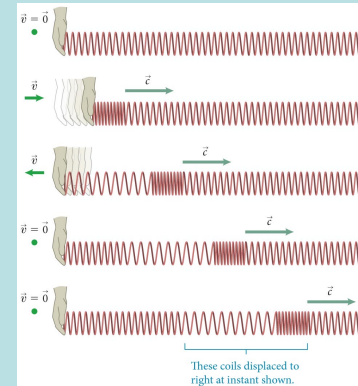 v⃗ = 0⃗
v⃗
c⃗
v⃗
c⃗
v⃗ = 0⃗
c⃗
v⃗ = 0⃗
c⃗
These coils displaced to
right at instant shown.